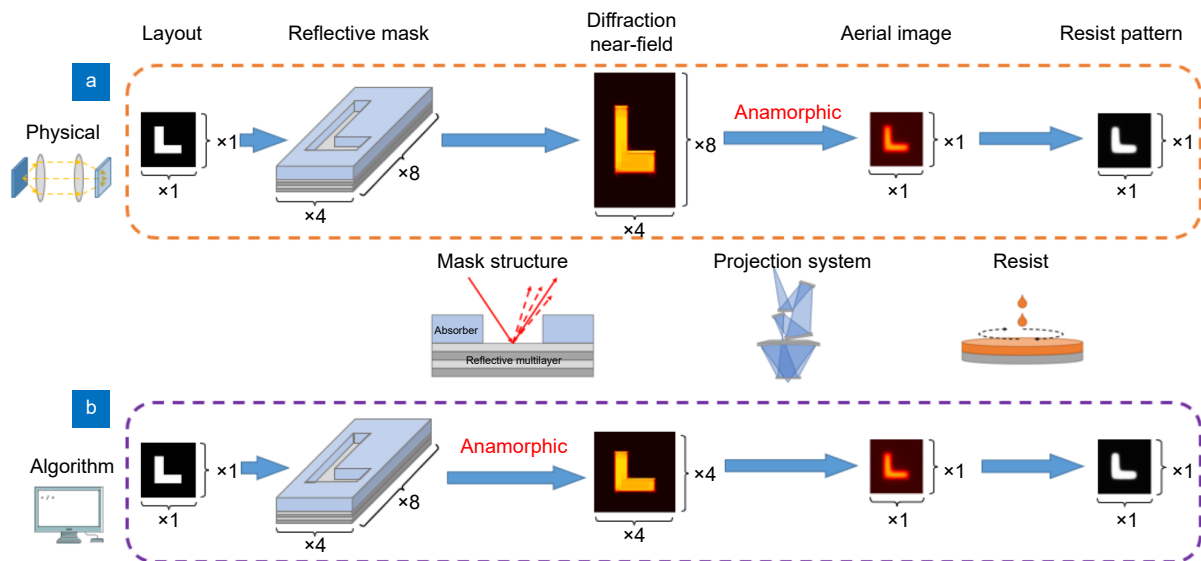 Layout
Reflective mask
Diffraction
near-field
Aerial image
Resist pattern
a
Physical
×1
×1
×4
×8
×4
×8
Anamorphic
×1
×1
×1
×1
Mask structure
Absorber
Reflective multilayer
Projection system
Resist
b
Algorithm
×1
×1
×4
×8
Anamorphic
×4
×4
×1
×1
×1
×1